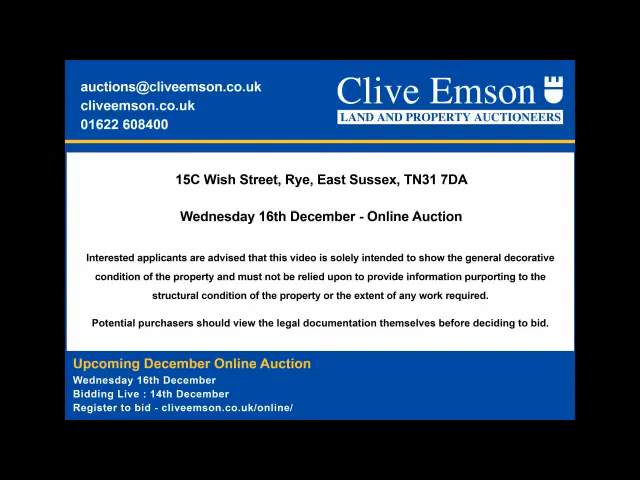 auctions@cliveemson.co.uk
cliveemson.co.uk
01622 608400
Clive Emson
LAND AND PROPERTY AUCTIONEERS
15C Wish Street, Rye, East Sussex, TN31 7DA
Wednesday 16th December - Online Auction
Interested applicants are advised that this video is solely intended to show the general decorative
condition of the property and must not be relied upon to provide information purporting to the
structural condition of the property or the extent of any work required.
Potential purchasers should view the legal documentation themselves before deciding to bid.
Upcoming December Online Auction
Wednesday 16th December
Bidding Live : 14th December
Register to bid - cliveemson.co.uk/online/